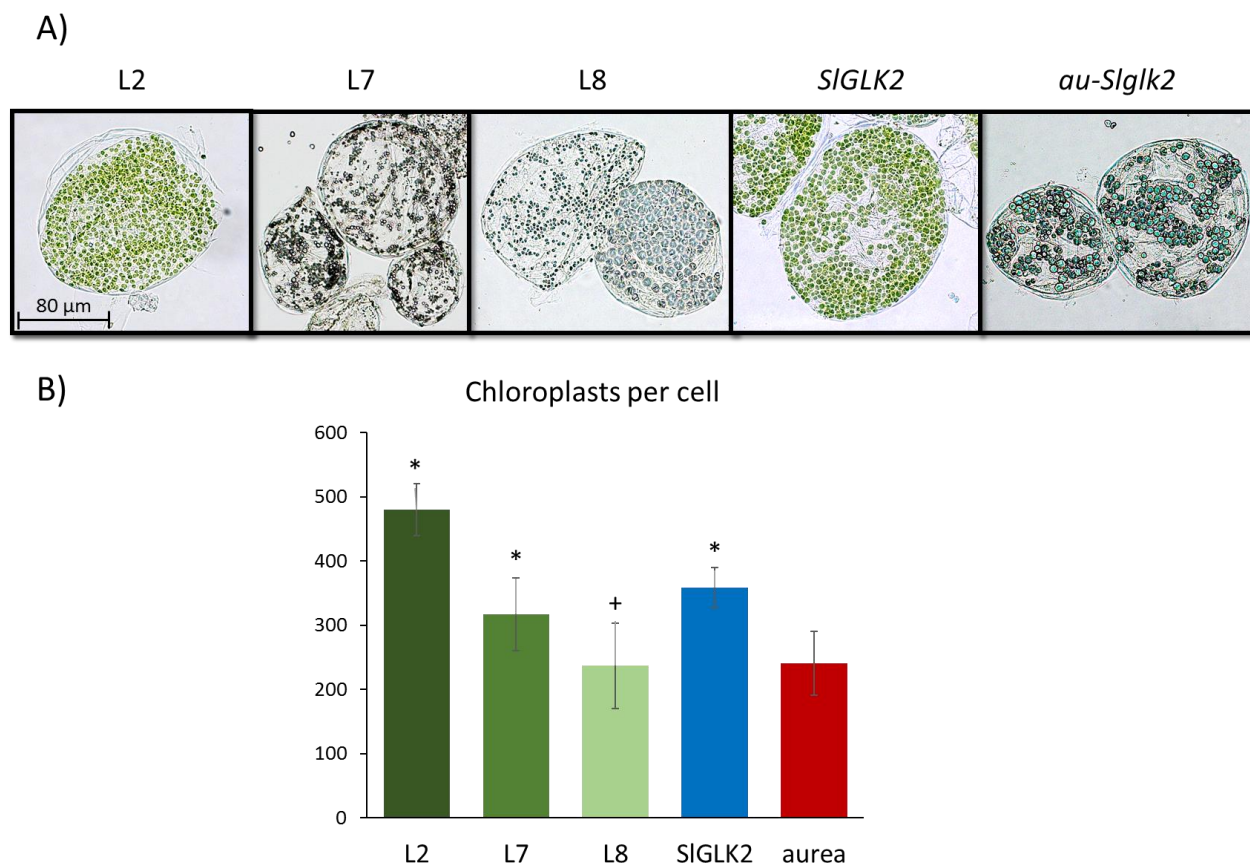 A)
L2 L7 L8 SlGLK2 au-Slglk2
80 µm
B)
Chloroplasts per cell
600
500
400
300
200
100
0
* * + *
L2 L7 L8 SlGLK2 aurea